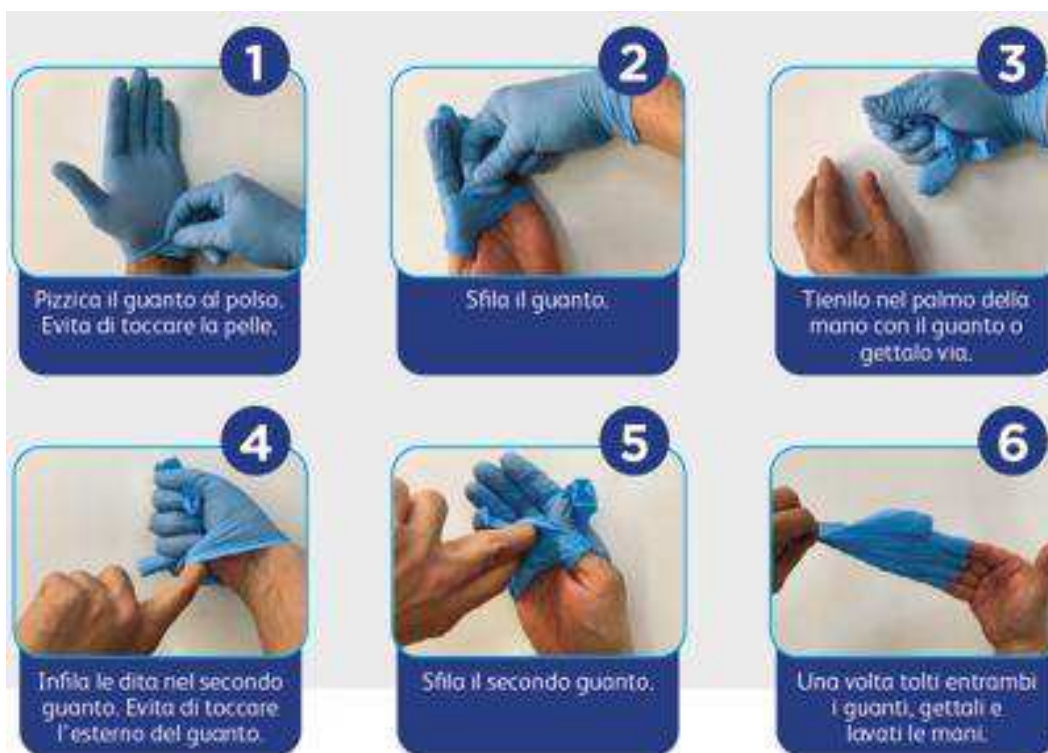 1
Pizzica il guanto al polso.
Evita di toccare la pelle.
2
Sfila il guanto.
3
Tienilo nel palmo della
mano con il guanto o
gettalo via.
4
Infila le dita nel secondo
guanto. Evita di toccare
l'esterno del guanto.
5
Sfila il secondo guanto.
6
Una volta tolti entrambi
i guanti, gettali e
lavati le mani.